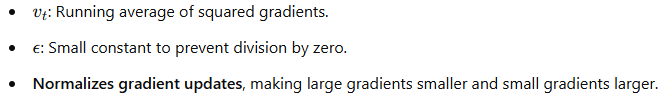 • vₜ: Running average of squared gradients.
• ϵ: Small constant to prevent division by zero.
• Normalizes gradient updates, making large gradients smaller and small gradients larger.